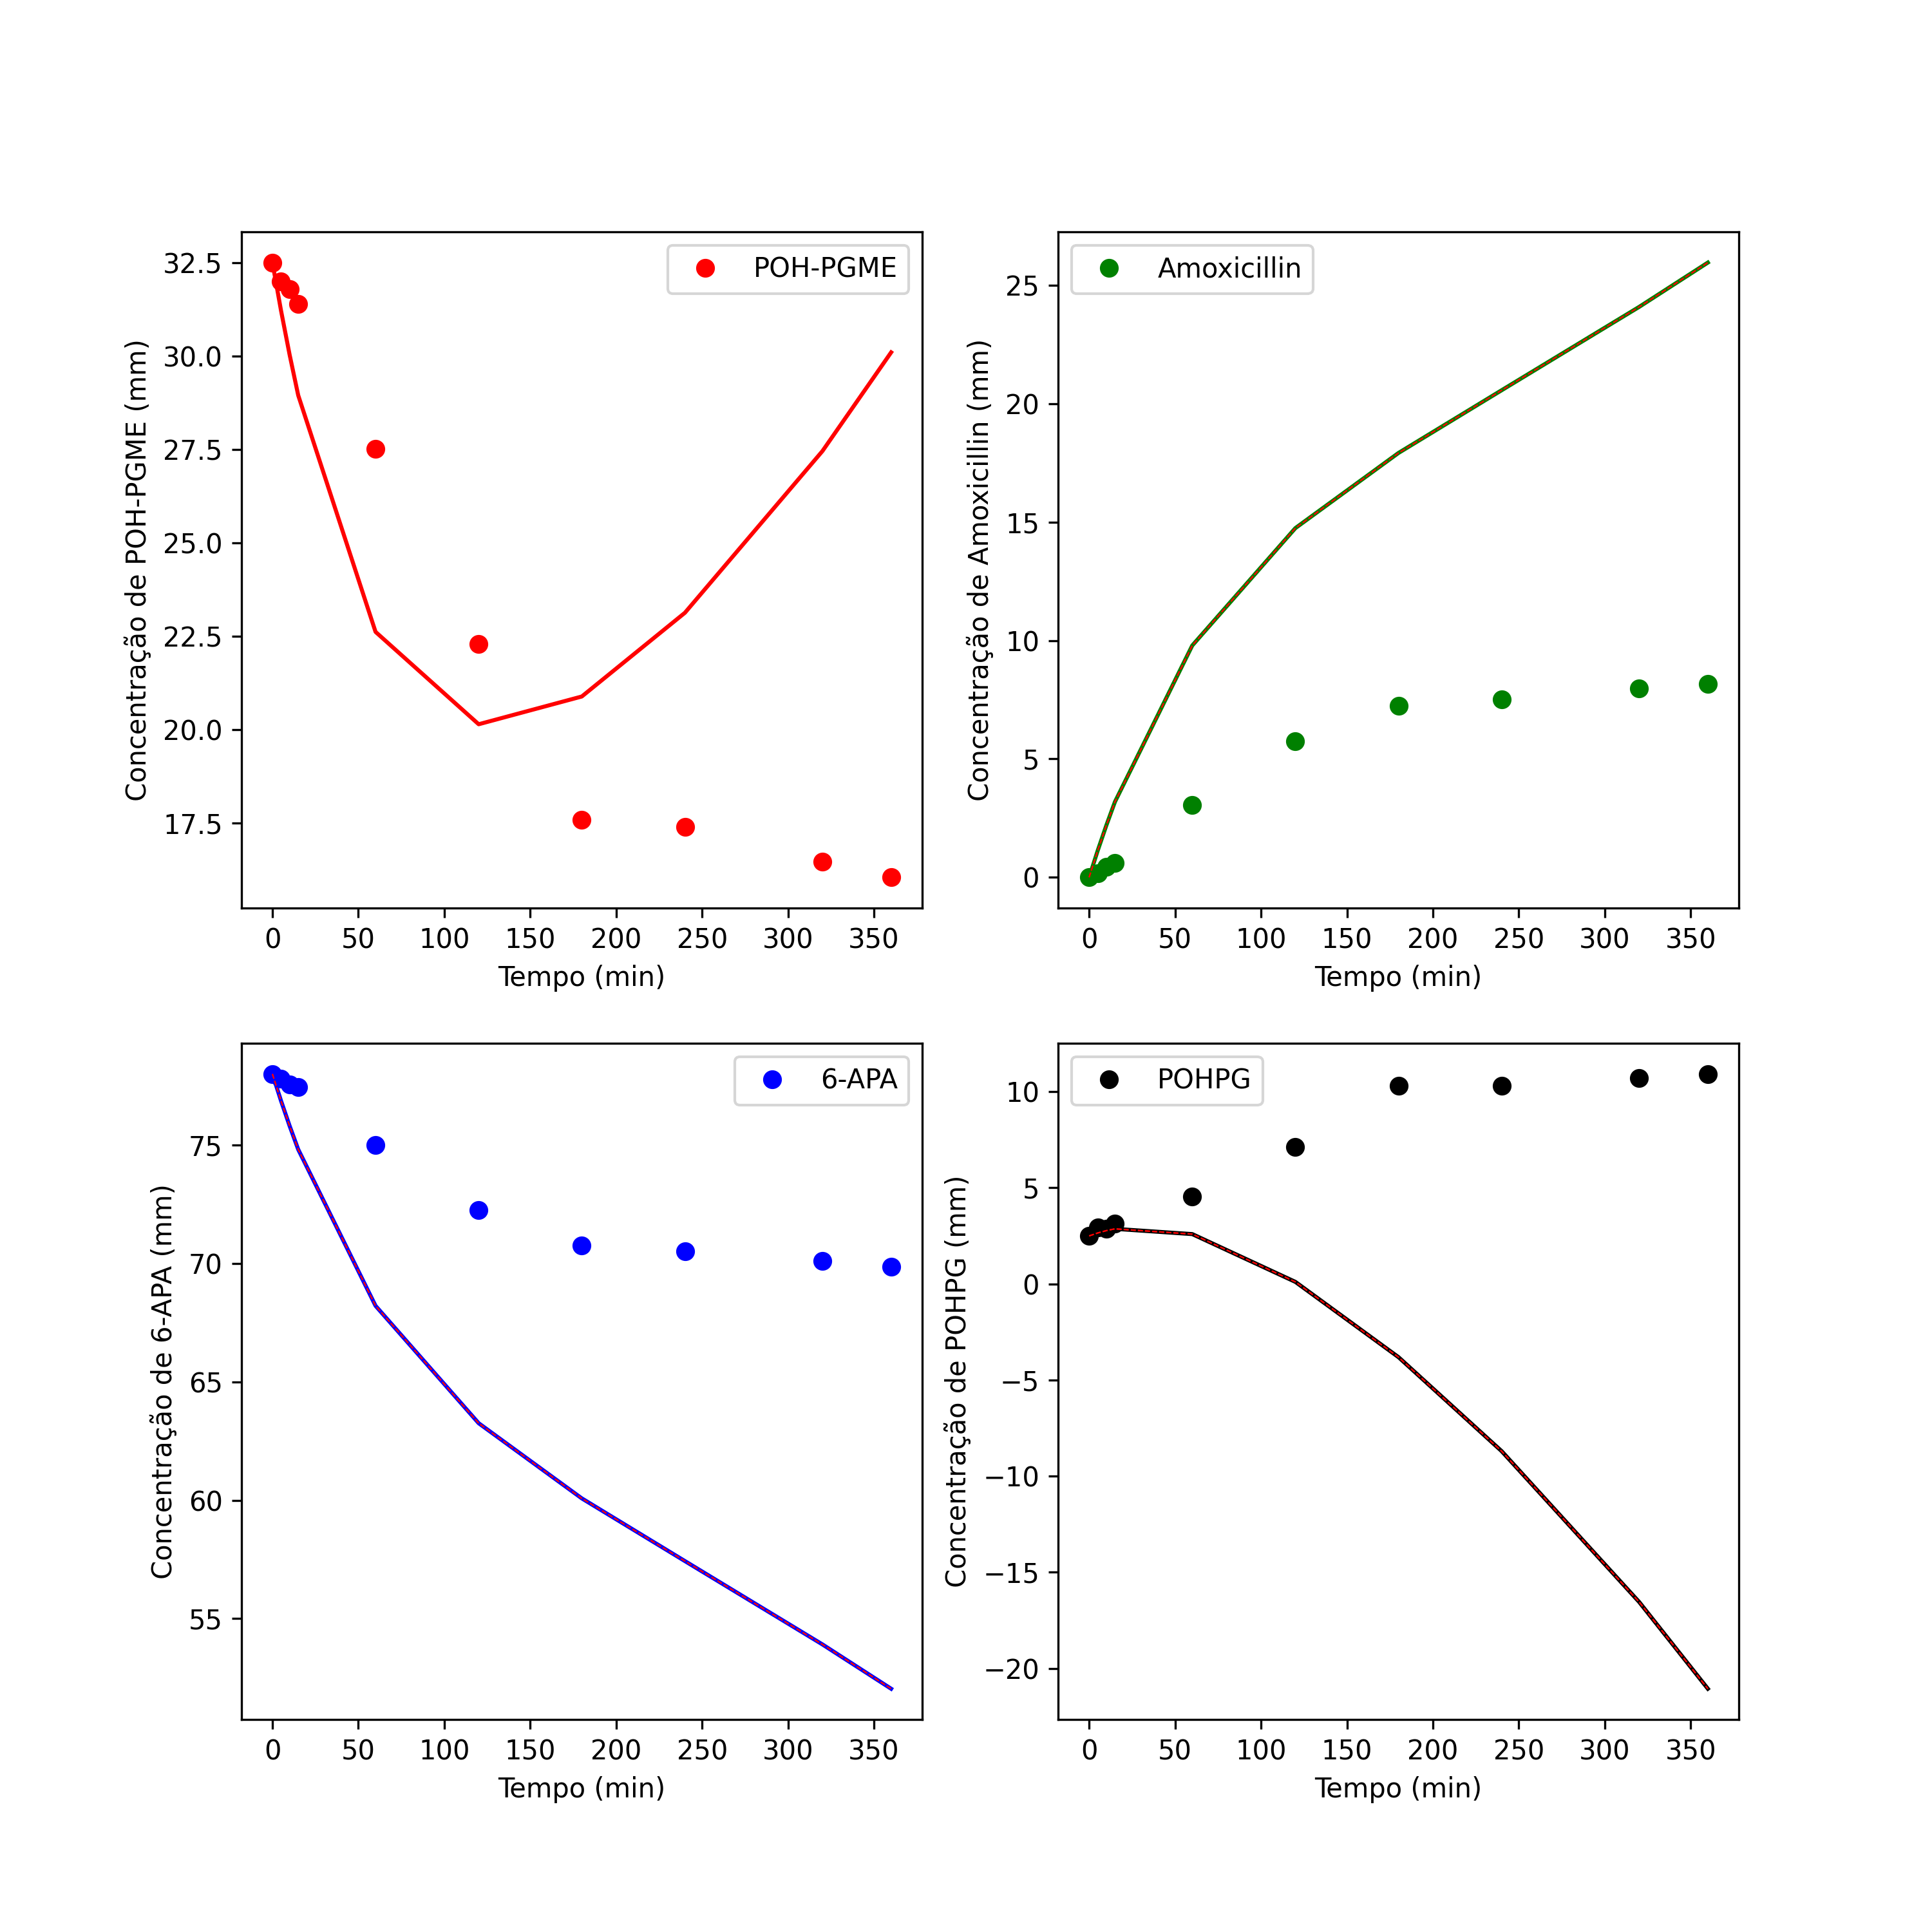 POH-PGME
Concentração de POH-PGME (mm)
32.5
30.0
27.5
25.0
22.5
20.0
17.5
0 50 100 150 200 250 300 350
Tempo (min)
Amoxicillin
Concentração de Amoxicillin (mm)
25
20
15
10
5
0
0 50 100 150 200 250 300 350
Tempo (min)
6-APA
Concentração de 6-APA (mm)
75
70
65
60
55
0 50 100 150 200 250 300 350
Tempo (min)
POHPG
Concentração de POHPG (mm)
10
5
0
−5
−10
−15
−20
0 50 100 150 200 250 300 350
Tempo (min)